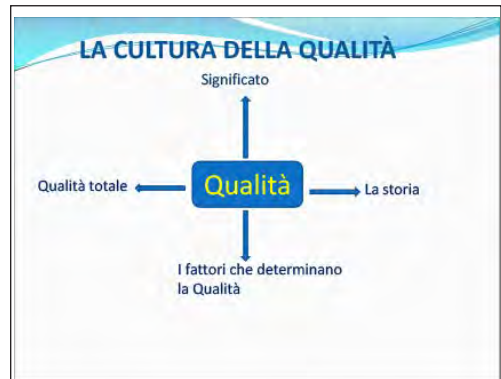 LA CULTURA DELLA QUALITÀ
Significato
Qualità totale
Qualità
La storia
I fattori che determinano
la Qualità